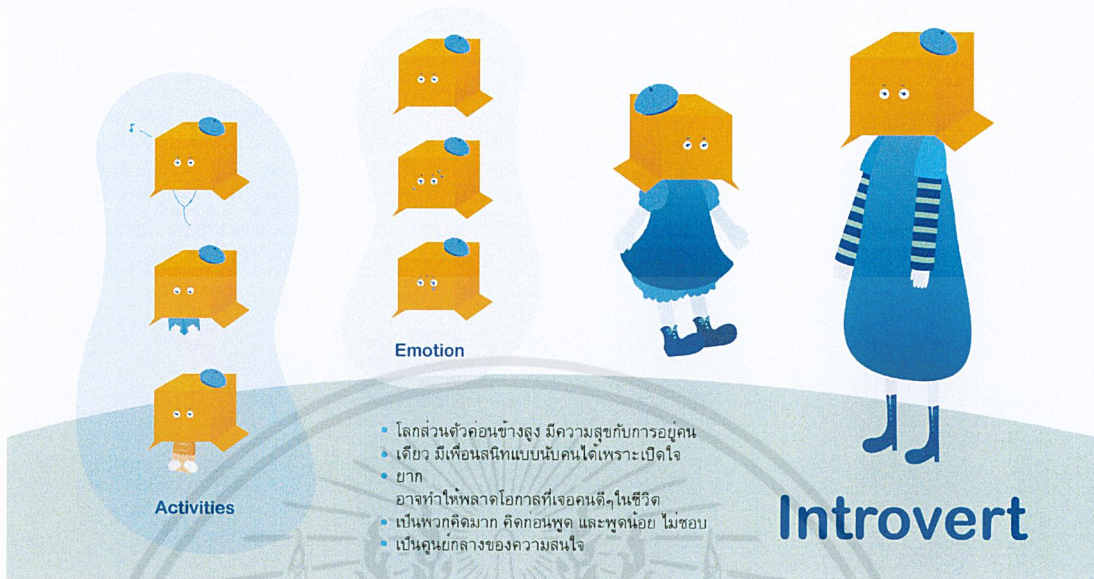 Emotion
Activities
โลกส่วนตัวค่อนข้างสูง มีความสุขกับการอยู่คน
เดียว มีเพื่อนสนิทแบบนับคนได้เพราะเปิดใจ
ยาก
อาจทำให้พลาดโอกาสที่เจอคนดีๆในชีวิต
เป็นพวกคิดมาก คิดก่อนพูด และพูดน้อย ไม่ชอบ
เป็นศูนย์กลางของความสนใจ
Introvert